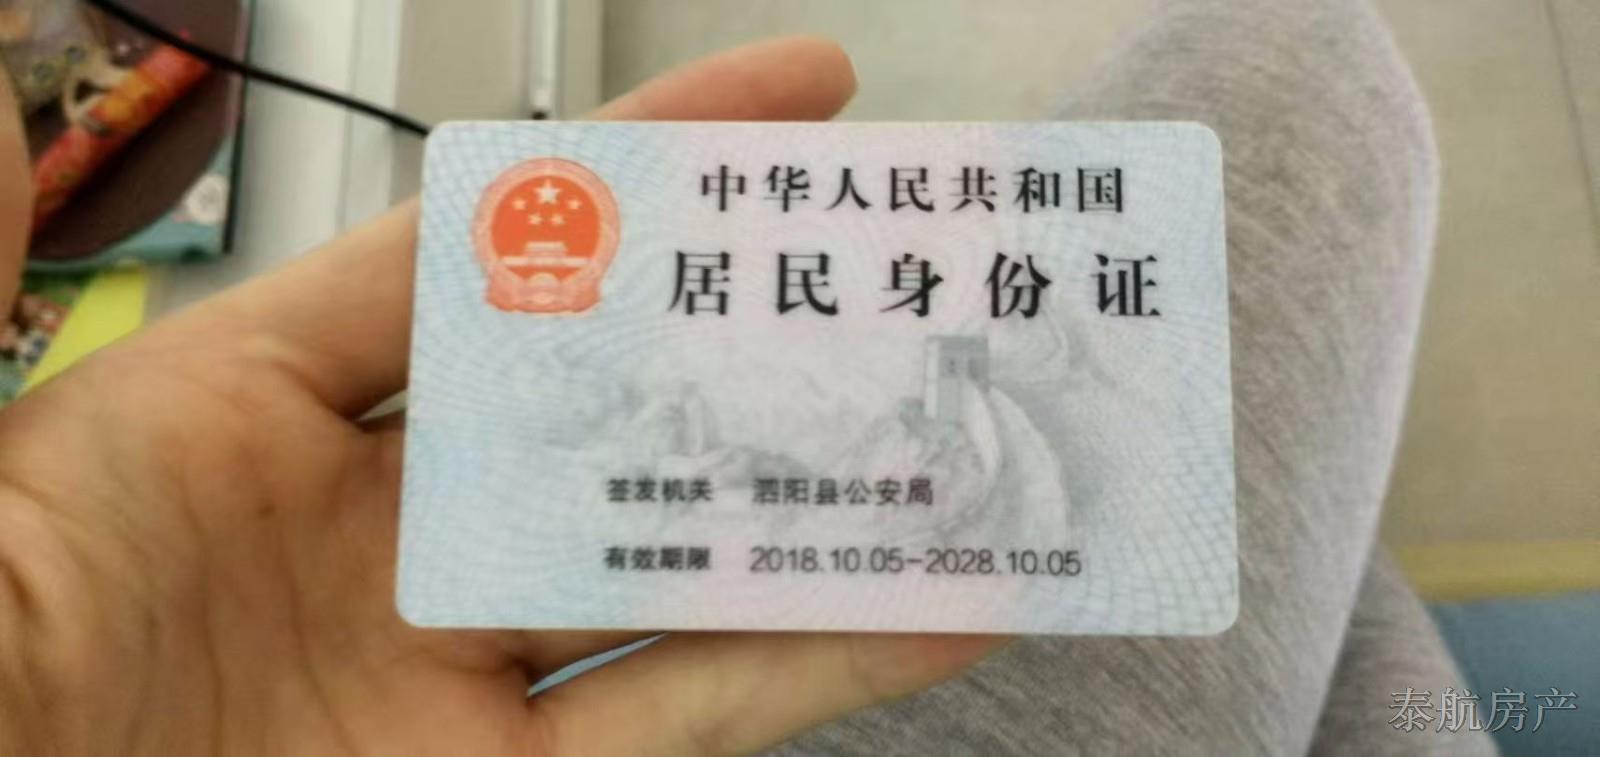 中华人民共和国
居民身份证
签发机关 泗阳县公安局
有效期限 2018.10.05-2028.10.05
泰航房产